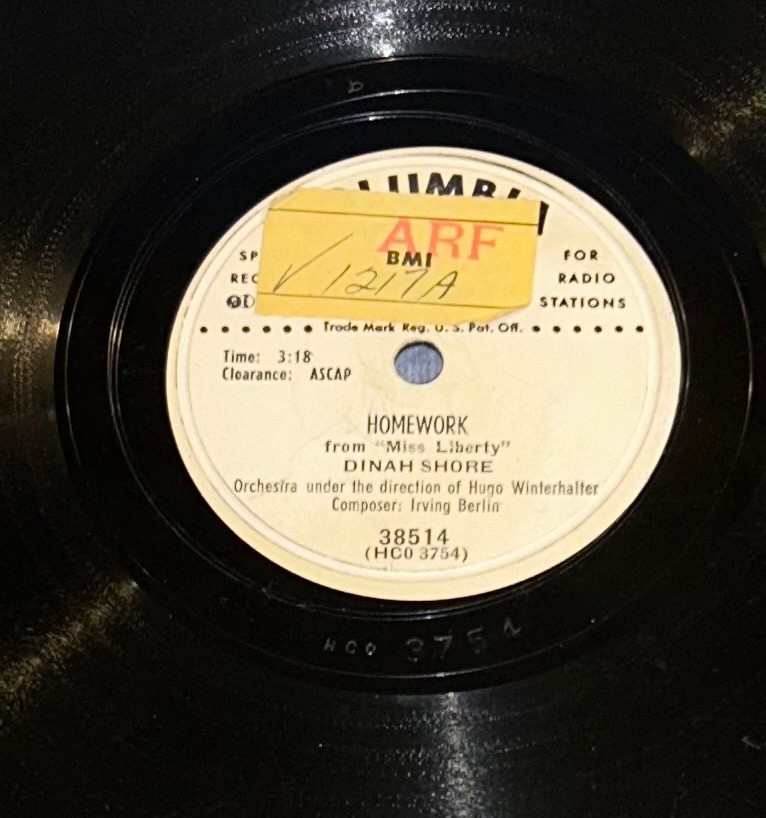 ARF
BMI
✓ 1217A
FOR
RADIO
STATIONS
Trade Mark Reg. U. S. Pat. Off.
Time: 3:18
Clearance: ASCAP
HOMEWORK
from "Miss Liberty"
DINAH SHORE
Orchestra under the direction of Hugo Winterhalter
Composer: Irving Berlin
38514
(HCO 3754)
HCO 3754